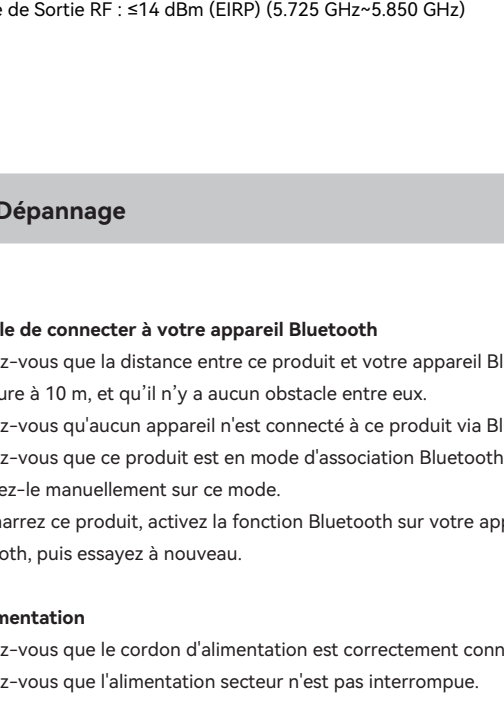 e de Sortie RF : ≤14 dBm (EIRP) (5.725 GHz~5.850 GHz)
Dépannage
le de connecter à votre appareil Bluetooth
z-vous que la distance entre ce produit et votre appareil Bl
ure à 10 m, et qu’il n’y a aucun obstacle entre eux.
z-vous qu'aucun appareil n'est connecté à ce produit via Bl
z-vous que ce produit est en mode d'association Bluetooth
ez-le manuellement sur ce mode.
arrez ce produit, activez la fonction Bluetooth sur votre app
oth, puis essayez à nouveau.
mentation
z-vous que le cordon d'alimentation est correctement conn
z-vous que l'alimentation secteur n'est pas interrompue.